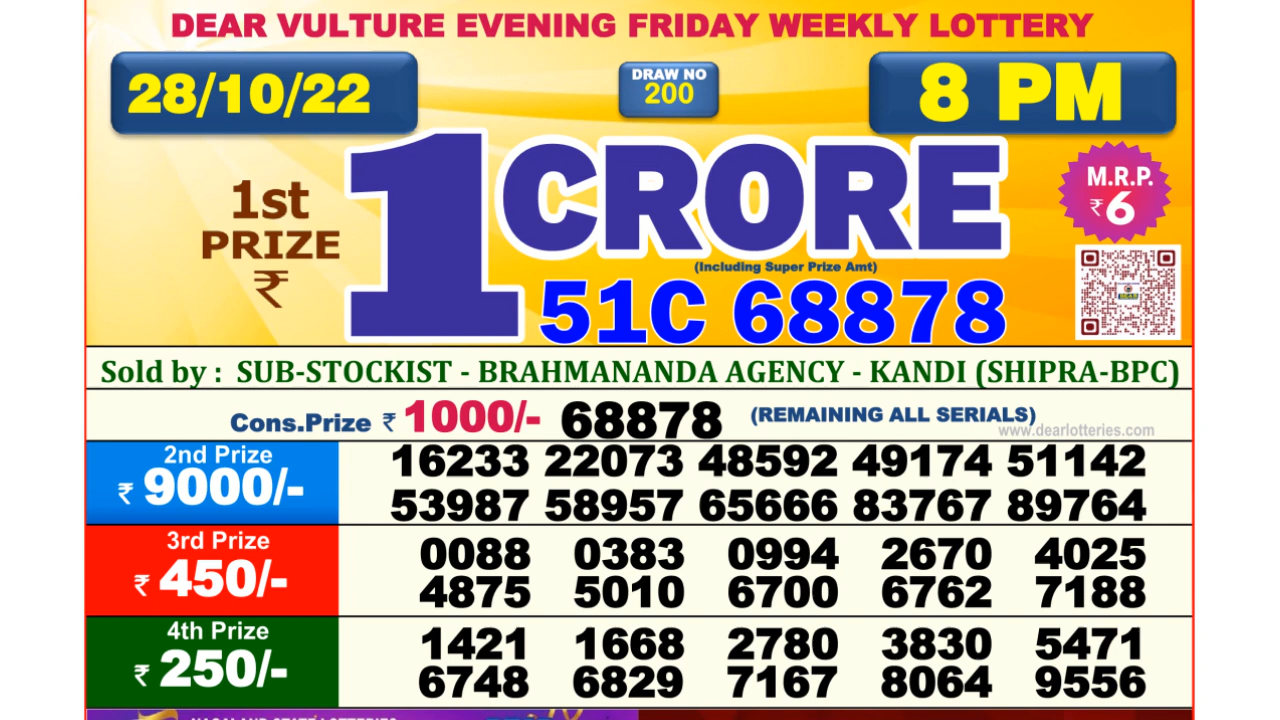 DEAR VULTURE EVENING FRIDAY WEEKLY LOTTERY
28/10/22
DRAW NO
200
8 PM
1st
PRIZE
₹
1 CRORE
(Including Super Prize Amt)
51C 68878
M.R.P.
₹6
Sold by : SUB-STOCKIST - BRAHMANANDA AGENCY - KANDI (SHIPRA-BPC)
Cons.Prize ₹ 1000/- 68878 (REMAINING ALL SERIALS)
www.dearlotteries.com
2nd Prize
₹ 9000/-
16233 22073 48592 49174 51142
53987 58957 65666 83767 89764
3rd Prize
₹ 450/-
0088 0383 0994 2670 4025
4875 5010 6700 6762 7188
4th Prize
₹ 250/-
1421 1668 2780 3830 5471
6748 6829 7167 8064 9556
NAGALAND STATE LOTTERIES